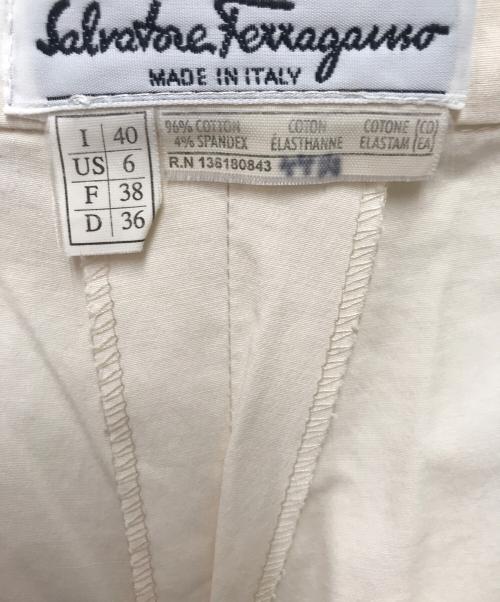 Salvatore Ferragamo
MADE IN ITALY
I 40
US 6
F 38
D 36
96% COTTON COTON COTONE (CO)
4% SPANDEX ÉLASTHANNE ELASTAM (EA)
R.N 136180843